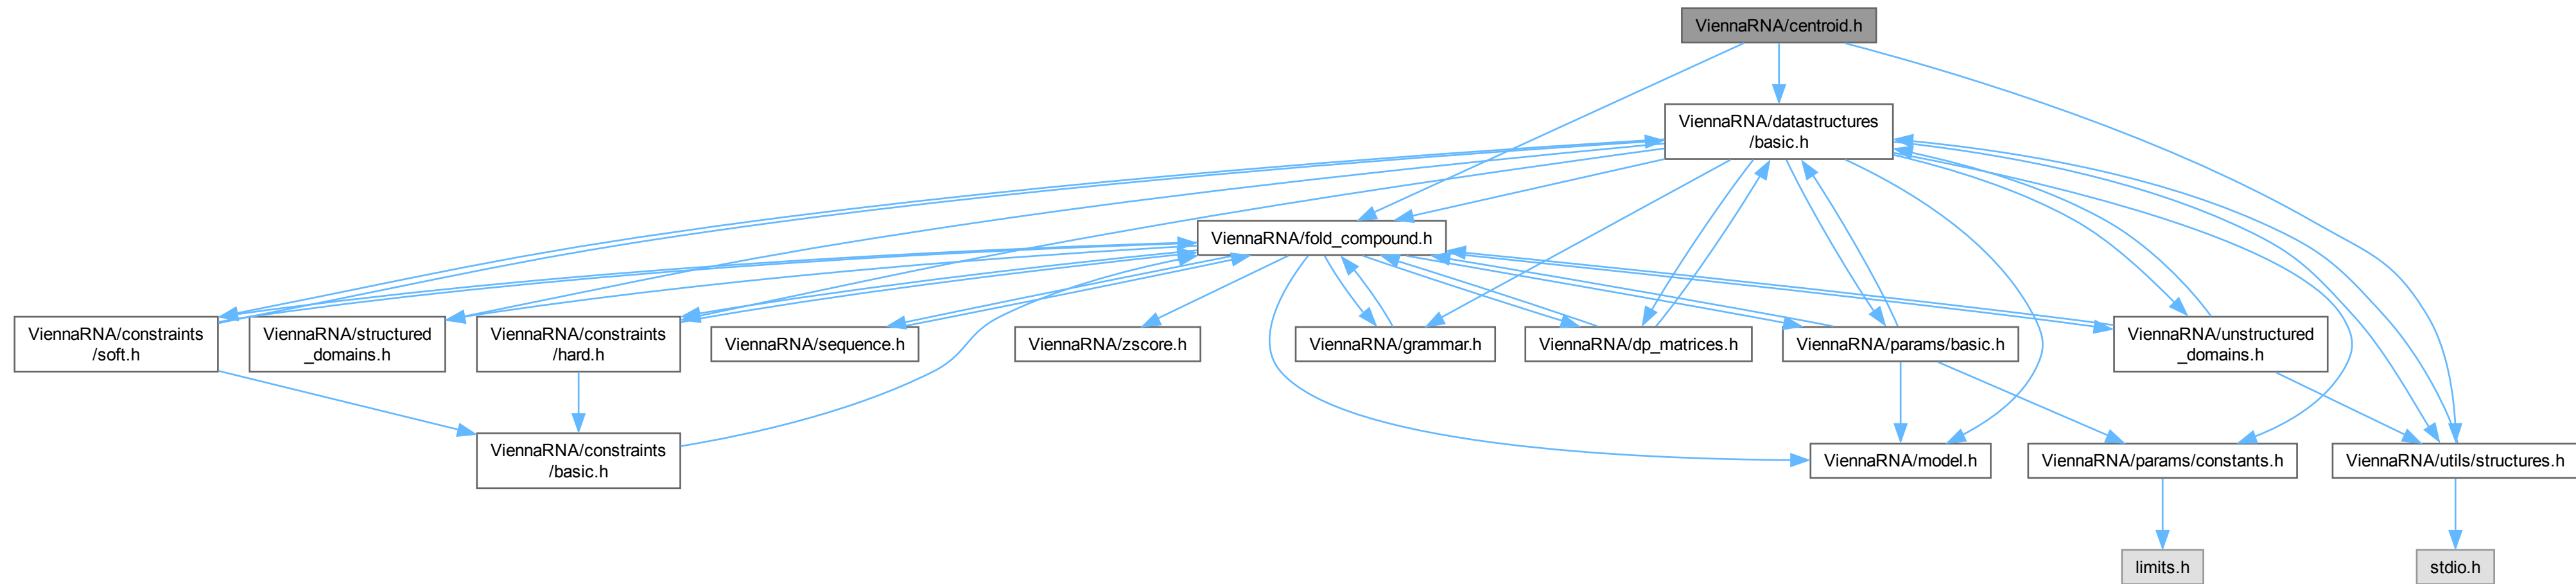 ViennaRNA/centroid.h
ViennaRNA/datastructures
/basic.h
ViennaRNA/fold_compound.h
ViennaRNA/constraints
/soft.h
ViennaRNA/structured
_domains.h
ViennaRNA/constraints
/hard.h
ViennaRNA/sequence.h
ViennaRNA/zscore.h
ViennaRNA/grammar.h
ViennaRNA/dp_matrices.h
ViennaRNA/params/basic.h
ViennaRNA/unstructured
_domains.h
ViennaRNA/constraints
/basic.h
ViennaRNA/model.h
ViennaRNA/params/constants.h
ViennaRNA/utils/structures.h
limits.h
stdio.h